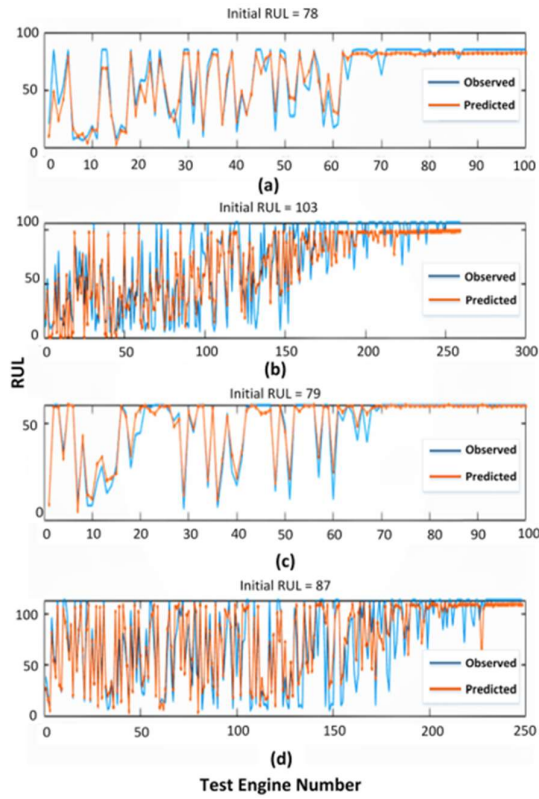 Initial RUL = 78
100
50
0
Observed
Predicted
0 10 20 30 40 50 60 70 80 90 100
(a)
Initial RUL = 103
100
50
0
Observed
Predicted
0 50 100 150 200 250 300
(b)
RUL
Initial RUL = 79
50
0
Observed
Predicted
0 10 20 30 40 50 60 70 80 90 100
(c)
Initial RUL = 87
100
50
0
Observed
Predicted
50 100 150 200 250
(d)
Test Engine Number